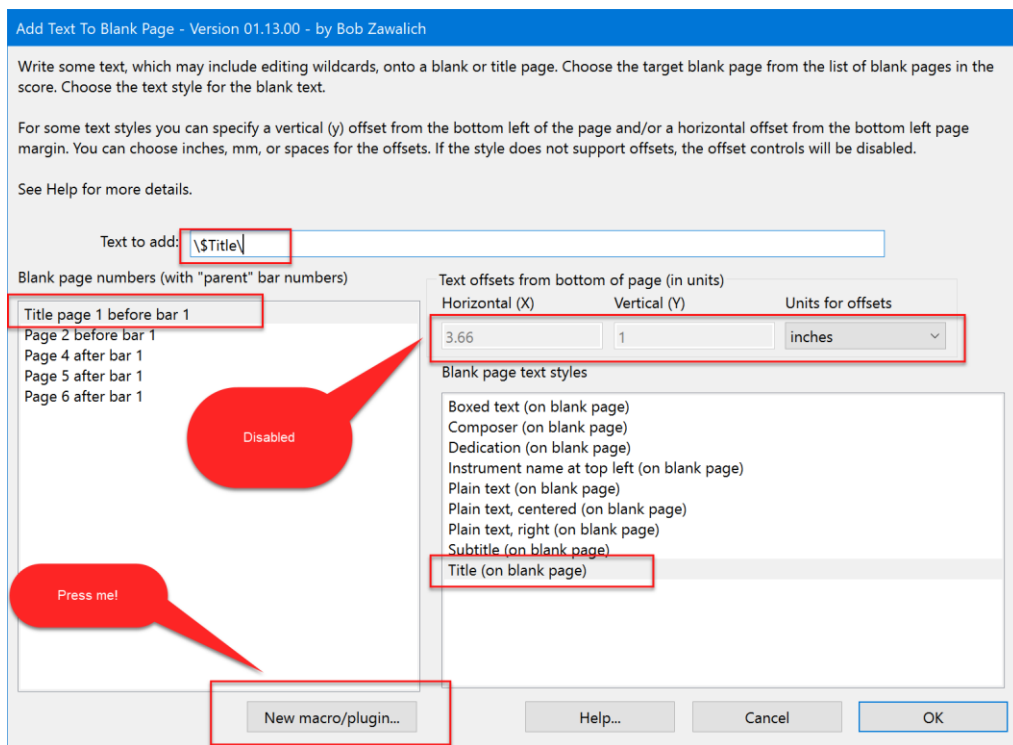 Add Text To Blank Page - Version 01.13.00 - by Bob Zawalich
Write some text, which may include editing wildcards, onto a blank or title page. Choose the target blank page from the list of blank pages in the
score. Choose the text style for the blank text.
For some text styles you can specify a vertical (y) offset from the bottom left of the page and/or a horizontal offset from the bottom left page
margin. You can choose inches, mm, or spaces for the offsets. If the style does not support offsets, the offset controls will be disabled.
See Help for more details.
Text to add: \$Title\
Blank page numbers (with "parent" bar numbers)
Title page 1 before bar 1
Page 2 before bar 1
Page 4 after bar 1
Page 5 after bar 1
Page 6 after bar 1
Text offsets from bottom of page (in units)
Horizontal (X) Vertical (Y) Units for offsets
3.66 1 inches
Disabled
Blank page text styles
Boxed text (on blank page)
Composer (on blank page)
Dedication (on blank page)
Instrument name at top left (on blank page)
Plain text (on blank page)
Plain text, centered (on blank page)
Plain text, right (on blank page)
Subtitle (on blank page)
Title (on blank page)
Press me!
New macro/plugin... Help... Cancel OK